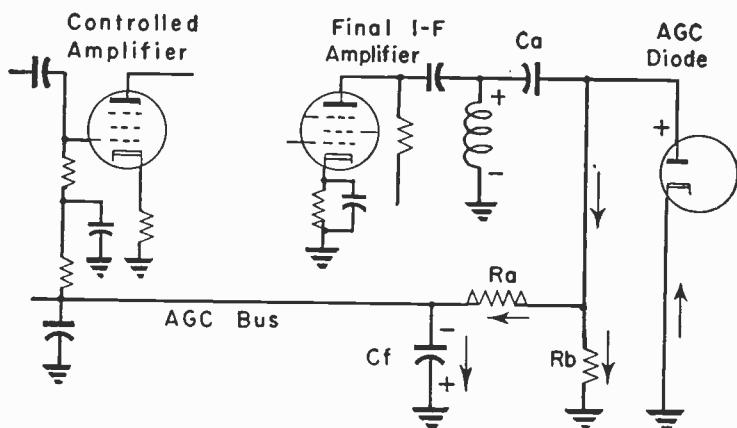 Controlled
Amplifier
Final I-F
Amplifier
Ca
AGC
Diode
+
-
+
Ra
AGC Bus
-
Cf
+
Rb